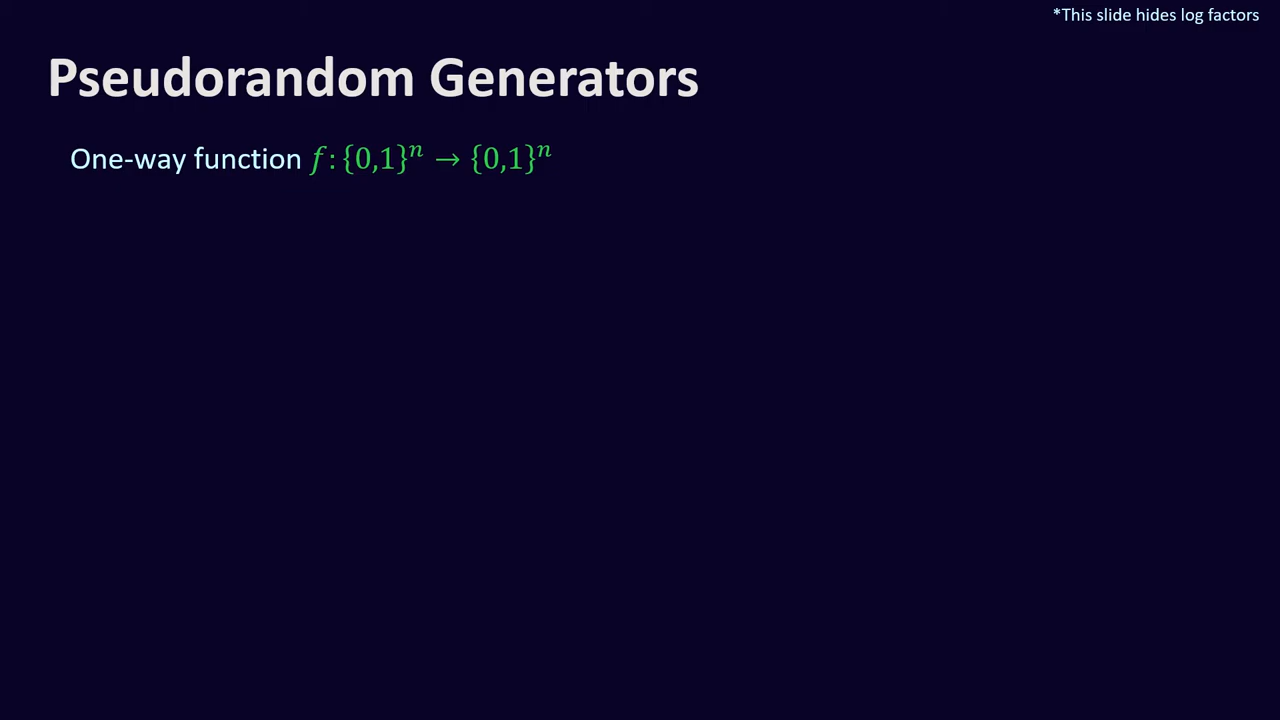 *This slide hides log factors
Pseudorandom Generators
One-way function f: {0,1}ⁿ → {0,1}ⁿ